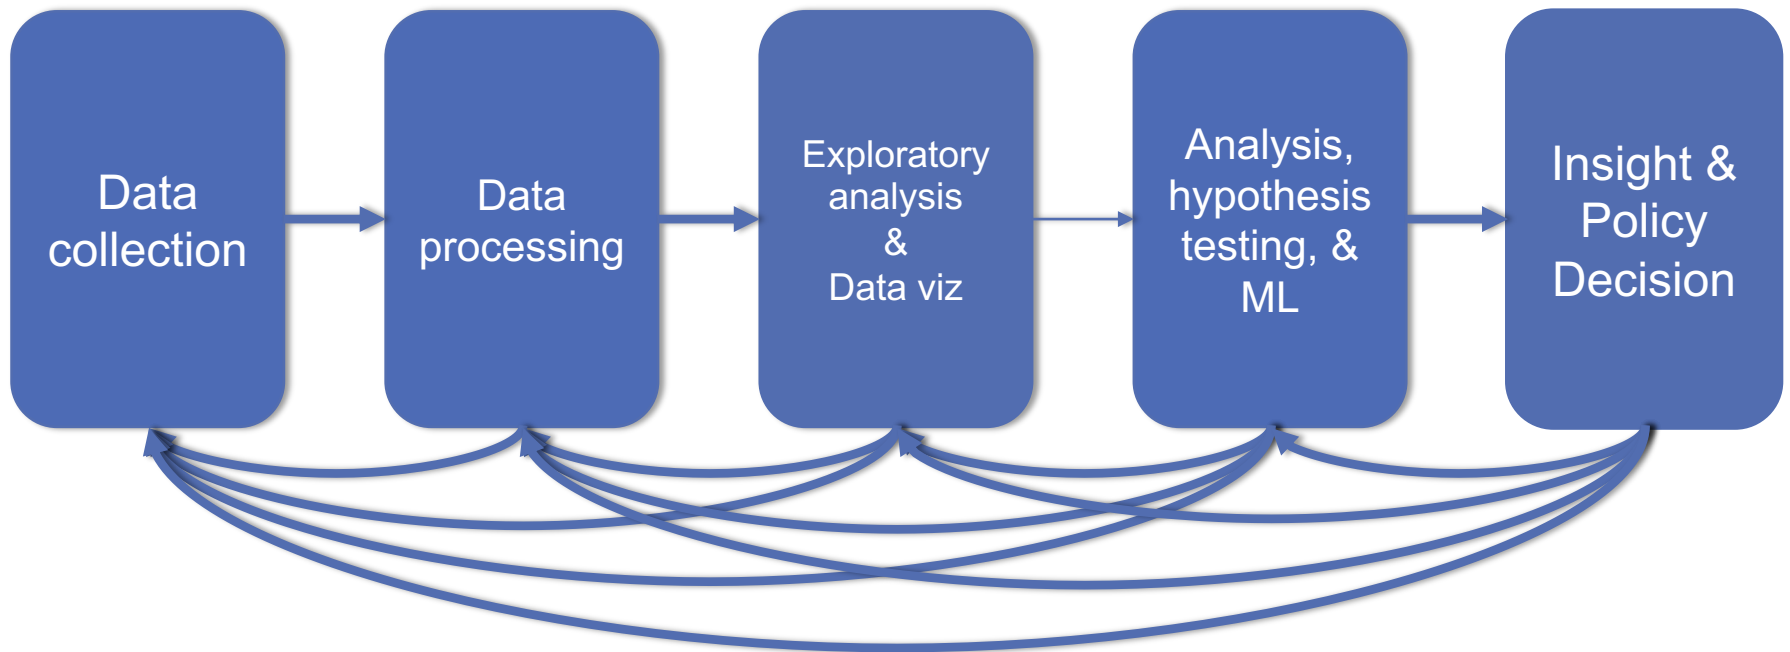 Data
collection
Data
processing
Exploratory
analysis
&
Data viz
Analysis,
hypothesis
testing, &
ML
Insight &
Policy
Decision